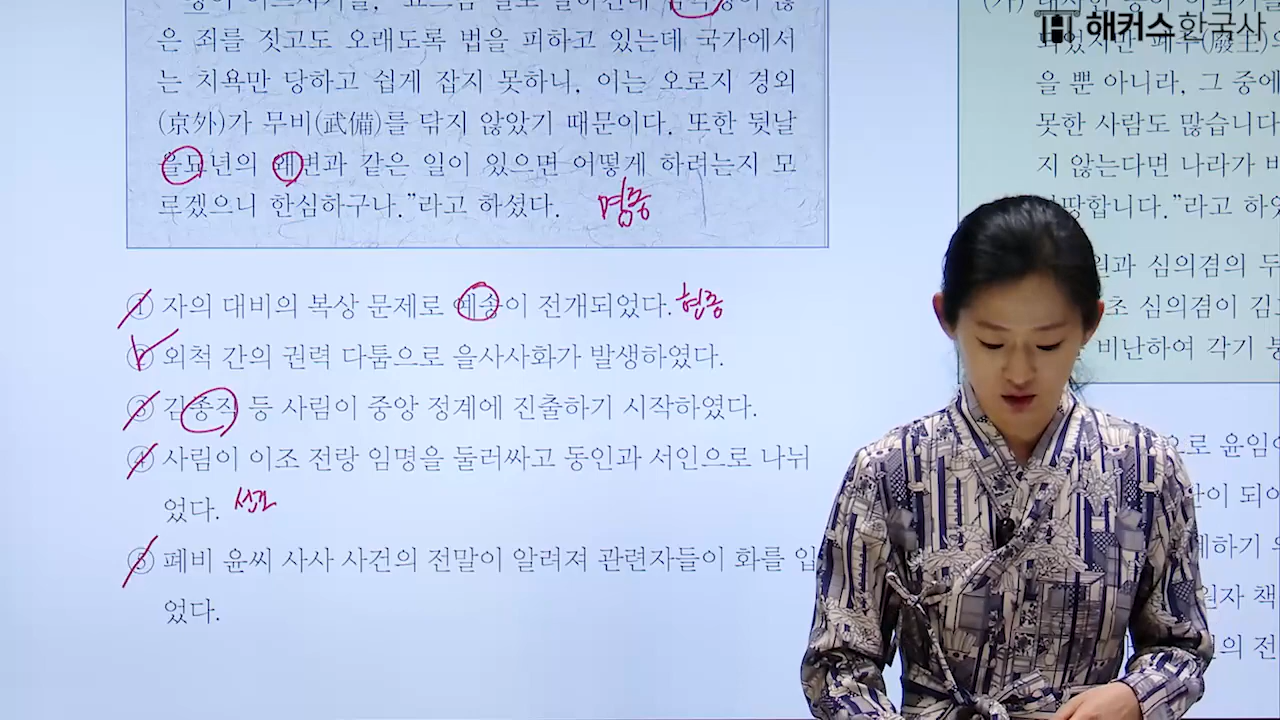 은 죄를 짓고도 오래도록 법을 피하고 있는데 국가에서
는 치욕만 당하고 쉽게 잡지 못하니, 이는 오로지 경외
(京外)가 무비(武備)를 닦지 않았기 때문이다. 또한 뒷날
을묘년의 왜변과 같은 일이 있으면 어떻게 하려는지 모
르겠으니 한심하구나.”라고 하셨다. 명종
① 자의 대비의 복상 문제로 예송이 전개되었다. 현종
② 외척 간의 권력 다툼으로 을사사화가 발생하였다.
③ 김종직 등 사림이 중앙 정계에 진출하기 시작하였다.
④ 사림이 이조 전랑 임명을 둘러싸고 동인과 서인으로 나뉘
었다. 선조
⑤ 폐비 윤씨 사사 사건의 전말이 알려져 관련자들이 화를 입
었다.
해커스한국사
을 뿐 아니라, 그 중에
못한 사람도 많습니다
지 않는다면 나라가 
땅합니다.”라고 하였
과 심의겸의 두
초 심의겸이 김
비난하여 각기 붕
으로 윤임
이 되어
하기
원자 책
의 전